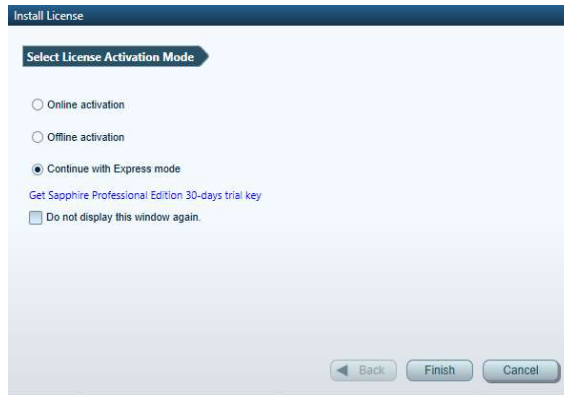 Install License
Select License Activation Mode
Online activation
Offline activation
Continue with Express mode
Get Sapphire Professional Edition 30-days trial key
Do not display this window again.
Back
Finish
Cancel